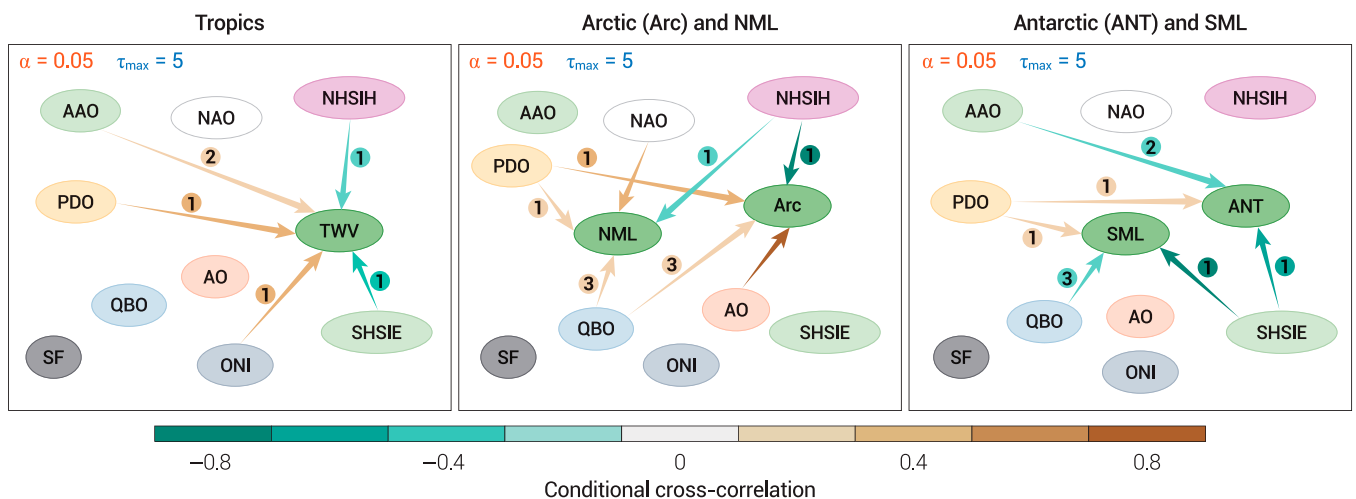 Tropics
α = 0.05 τmax = 5
AAO
NAO
NHSIH
2
1
PDO
1
TWV
AO
1
1
QBO
SHSIE
SF
ONI
Arctic (Arc) and NML
α = 0.05 τmax = 5
AAO
NAO
NHSIH
PDO
1
1
1
1
NML
Arc
3
3
QBO
AO
SHSIE
SF
ONI
Antarctic (ANT) and SML
α = 0.05 τmax = 5
AAO
NAO
NHSIH
2
PDO
1
ANT
1
SML
3
1
1
QBO
AO
SHSIE
SF
ONI
−0.8 −0.4 0 0.4 0.8
Conditional cross-correlation